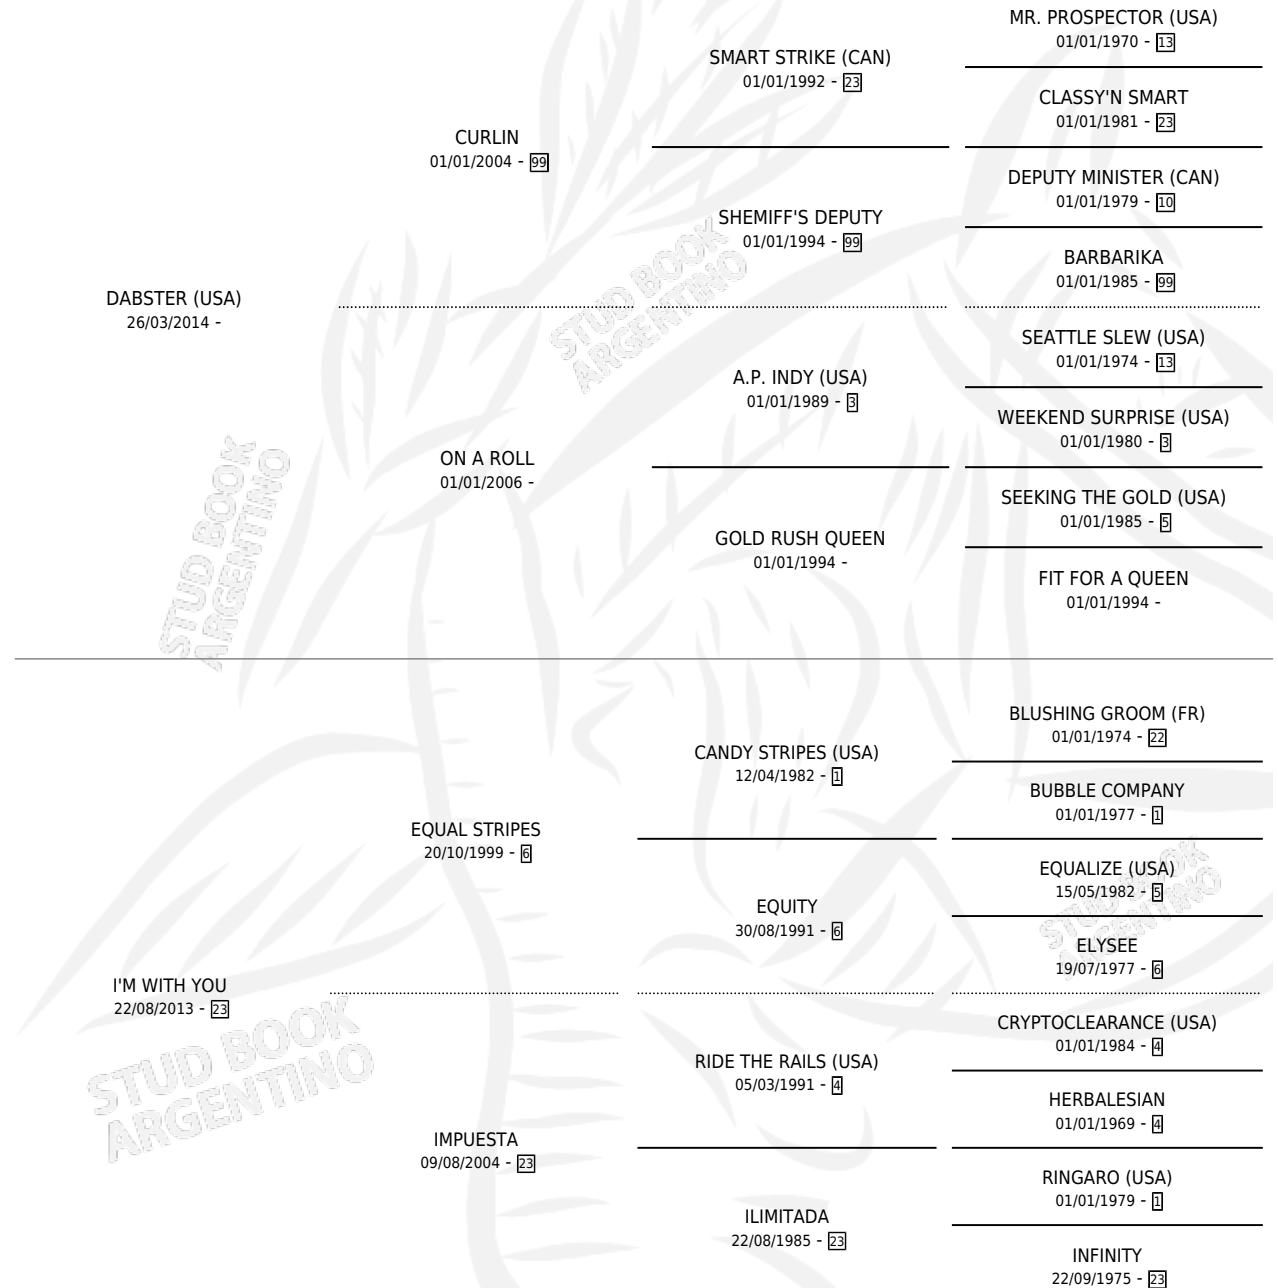 MR. PROSPECTOR (USA)
01/01/1970 - 13
SMART STRIKE (CAN)
01/01/1992 - 23
CLASSY'N SMART
01/01/1981 - 23
CURLIN
01/01/2004 - 99
DEPUTY MINISTER (CAN)
01/01/1979 - 10
SHEMIFF'S DEPUTY
01/01/1994 - 99
BARBARIKA
01/01/1985 - 99
DABSTER (USA)
26/03/2014 -
STUD BOOK
ARGENTINO
SEATTLE SLEW (USA)
01/01/1974 - 13
A.P. INDY (USA)
01/01/1989 - 3
WEEKEND SURPRISE (USA)
01/01/1980 - 3
ON A ROLL
01/01/2006 -
SEEKING THE GOLD (USA)
01/01/1985 - 5
GOLD RUSH QUEEN
01/01/1994 -
FIT FOR A QUEEN
01/01/1994 -
STUD BOOK
ARGENTINO
BLUSHING GROOM (FR)
01/01/1974 - 22
CANDY STRIPES (USA)
12/04/1982 - 1
BUBBLE COMPANY
01/01/1977 - 1
EQUAL STRIPES
20/10/1999 - 6
EQUALIZE (USA)
15/05/1982 - 5
EQUITY
30/08/1991 - 6
STUD BOOK
ARGENTINO
ELYSEE
19/07/1977 - 6
I'M WITH YOU
22/08/2013 - 23
CRYPTOCLEARANCE (USA)
01/01/1984 - 4
RIDE THE RAILS (USA)
05/03/1991 - 4
STUD BOOK
ARGENTINO
HERBALESIAN
01/01/1969 - 4
IMPUESTA
09/08/2004 - 23
RINGARO (USA)
01/01/1979 - 1
ILIMITADA
22/08/1985 - 23
INFINITY
22/09/1975 - 23